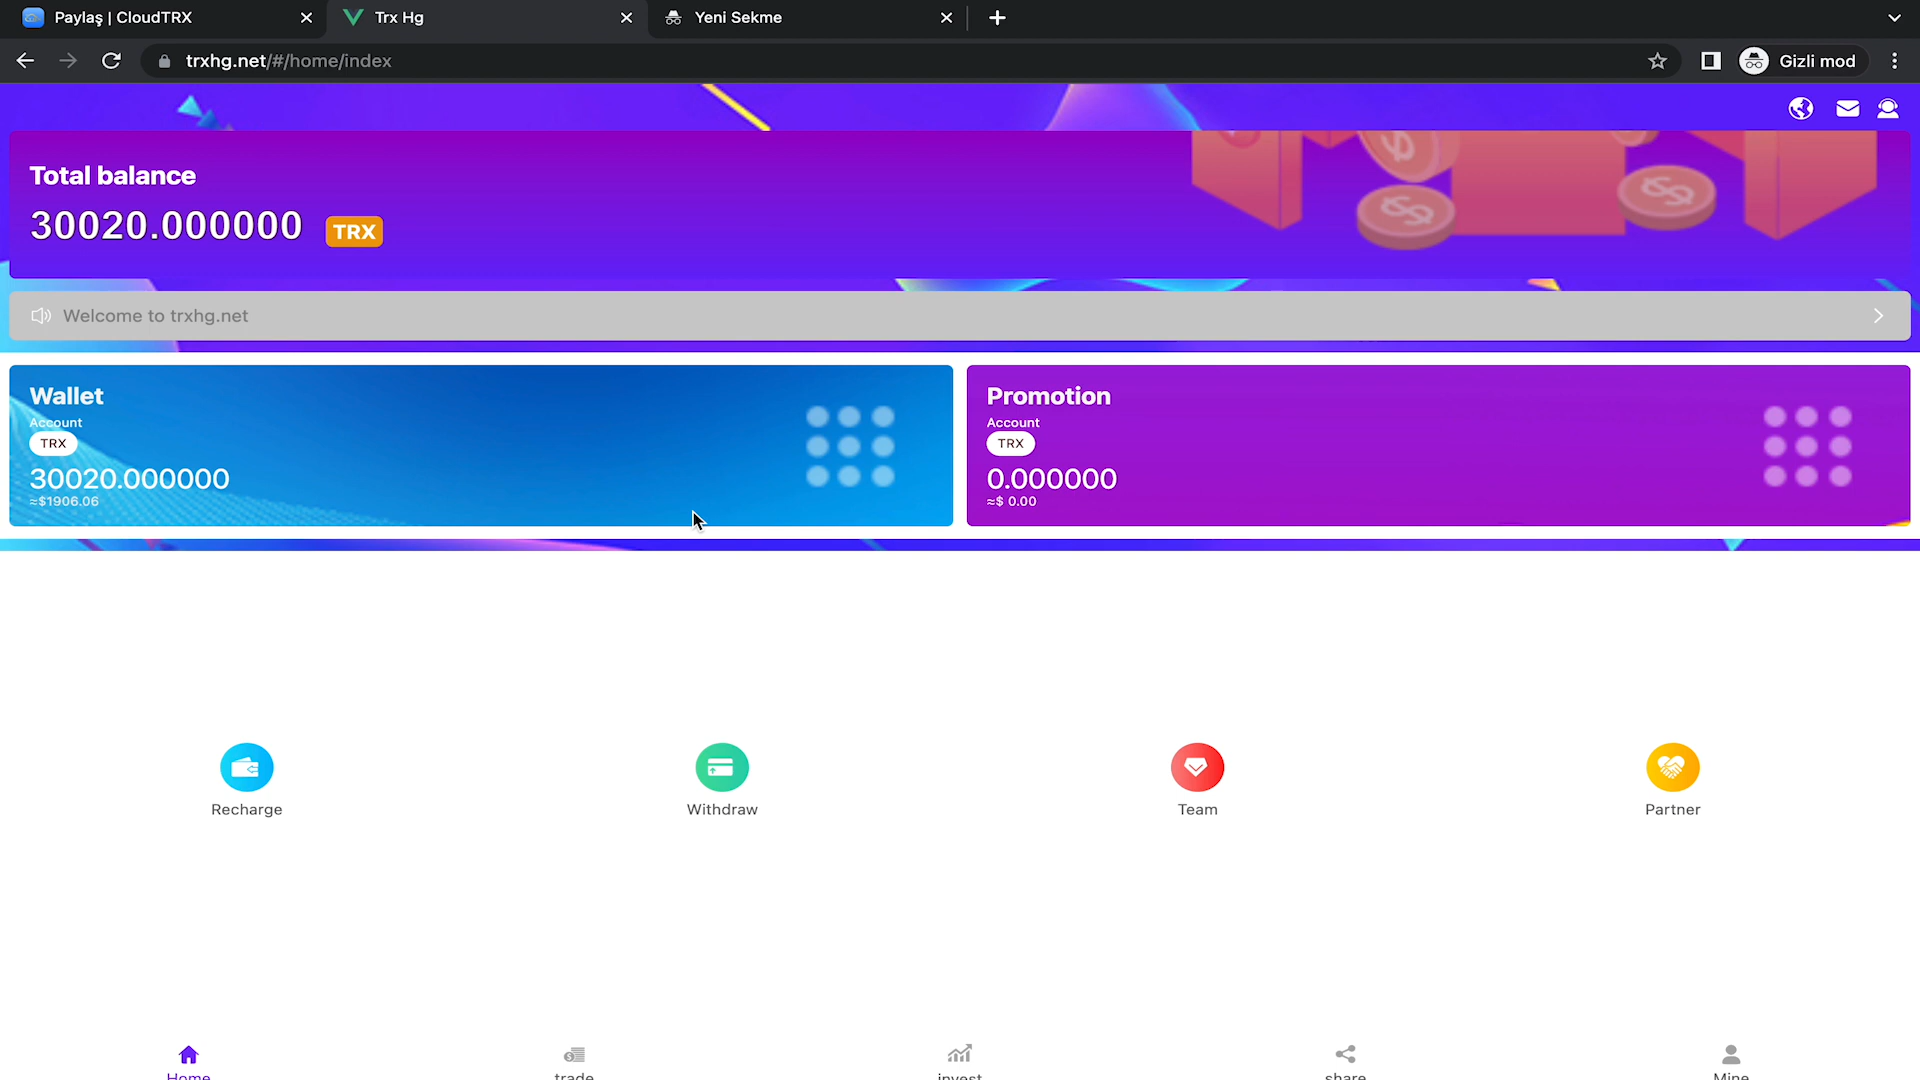 Paylaş | CloudTRX
Trx Hg
Yeni Sekme
trxhg.net/#/home/index
Gizli mod
Total balance
30020.000000 TRX
Welcome to trxhg.net
Wallet
Account
TRX
30020.000000
≈$1906.06
Promotion
Account
TRX
0.000000
≈$ 0.00
Recharge
Withdraw
Team
Partner
Home
trade
invest
share
Mine